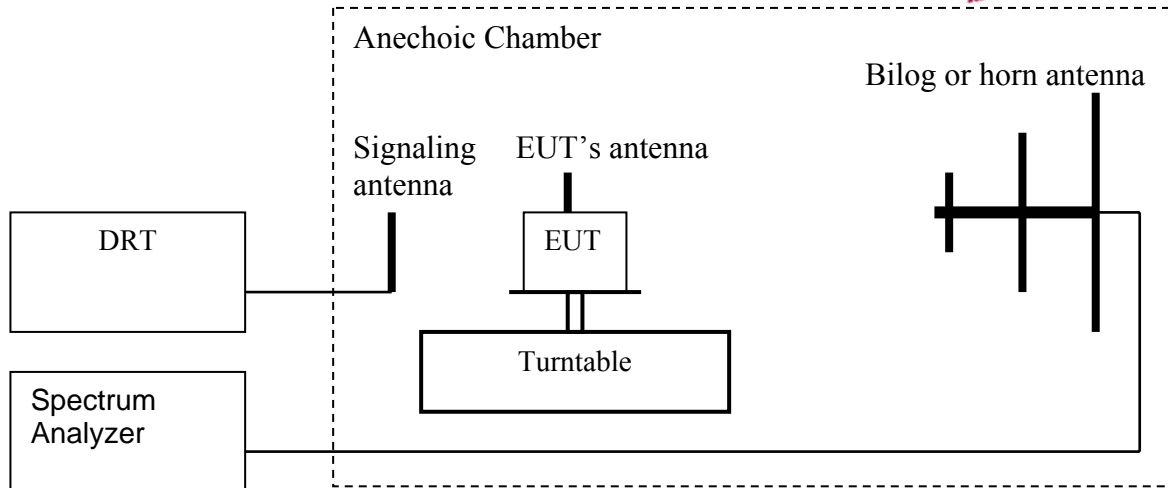 Anechoic Chamber
Bilog or horn antenna
Signaling
antenna
EUT's antenna
DRT
EUT
Turntable
Spectrum
Analyzer